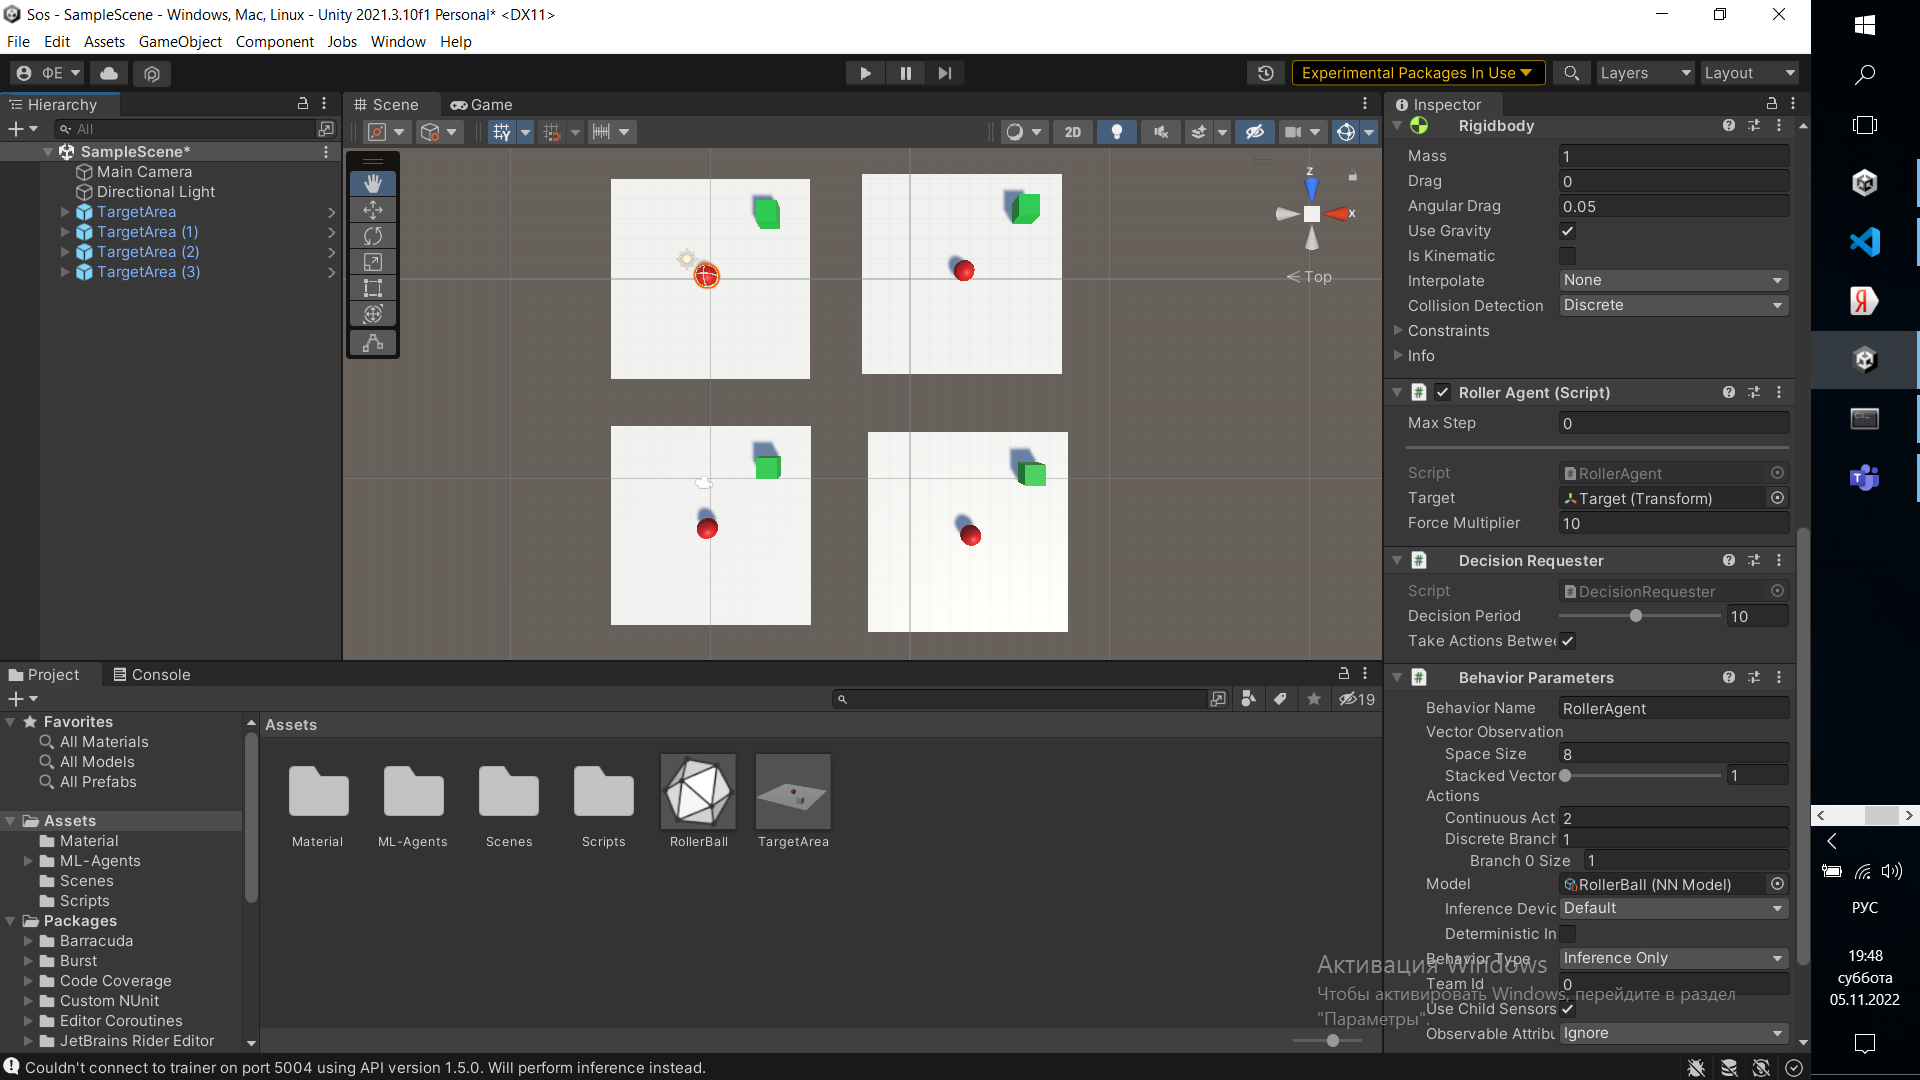 Sos - SampleScene - Windows, Mac, Linux - Unity 2021.3.10f1 Personal* <DX11>
File Edit Assets GameObject Component Jobs Window Help
ФЕ
Experimental Packages In Use
Layers
Layout
Hierarchy
All
SampleScene*
Main Camera
Directional Light
TargetArea
TargetArea (1)
TargetArea (2)
TargetArea (3)
Scene
Game
2D
z
x
Top
Inspector
Rigidbody
Mass 1
Drag 0
Angular Drag 0.05
Use Gravity
Is Kinematic
Interpolate None
Collision Detection Discrete
Constraints
Info
Roller Agent (Script)
Max Step 0
Script RollerAgent
Target Target (Transform)
Force Multiplier 10
Decision Requester
Script DecisionRequester
Decision Period 10
Take Actions Betwee
Behavior Parameters
Behavior Name RollerAgent
Vector Observation
Space Size 8
Stacked Vector 1
Actions
Continuous Act 2
Discrete Branch 1
Branch 0 Size 1
Model RollerBall (NN Model)
Inference Devic Default
Deterministic In
Behavior Type Inference Only
Team Id 0
Use Child Sensors
Observable Attribu Ignore
Активация Windows
Чтобы активировать Windows, перейдите в раздел
"Параметры".
Project
Console
19
Favorites
All Materials
All Models
All Prefabs
Assets
Material
ML-Agents
Scenes
Scripts
Packages
Barracuda
Burst
Code Coverage
Custom NUnit
Editor Coroutines
JetBrains Rider Editor
Assets
Material
ML-Agents
Scenes
Scripts
RollerBall
TargetArea
Couldn't connect to trainer on port 5004 using API version 1.5.0. Will perform inference instead.
Я
РУС
19:48
суббота
05.11.2022